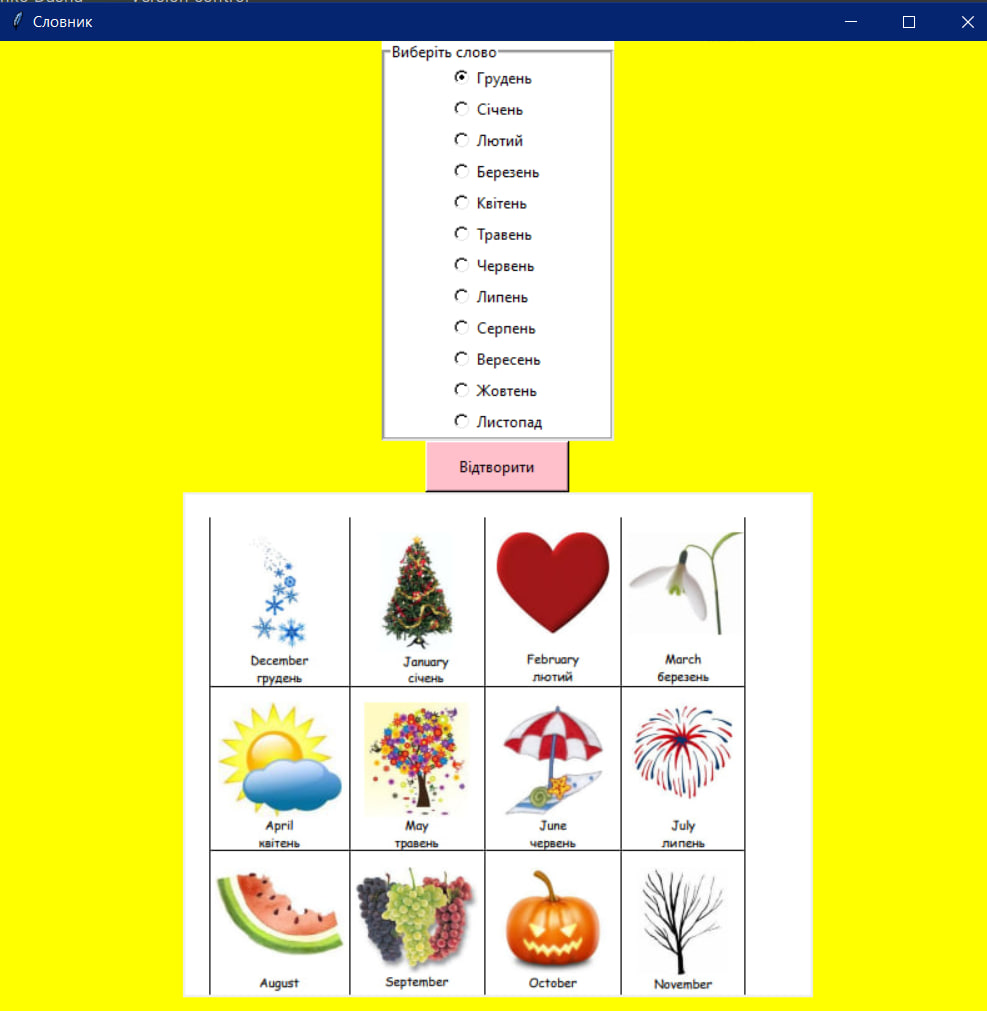 Словник
Виберіть слово
Грудень
Січень
Лютий
Березень
Квітень
Травень
Червень
Липень
Серпень
Вересень
Жовтень
Листопад
Відтворити
December January February March
грудень січень лютий березень
April May June July
квітень травень червень липень
August September October November